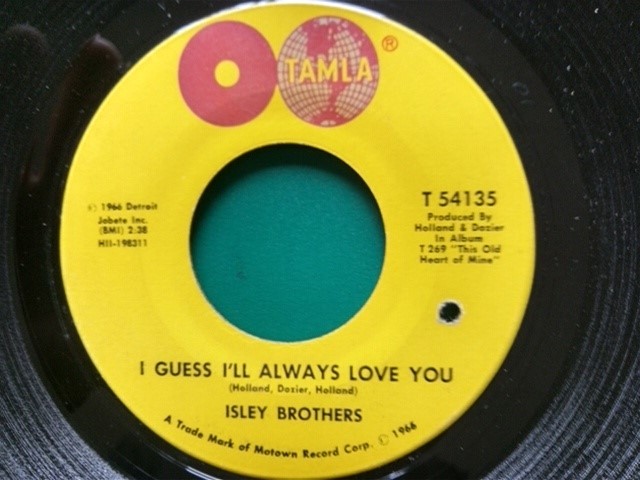 TAMLA ®
© 1966 Detroit
Jobete Inc.
(BMI) 2:38
H11-198311
T 54135
Produced By
Holland & Dozier
In Album
T 269 "This Old
Heart of Mine"
I GUESS I'LL ALWAYS LOVE YOU
(Holland, Dozier, Holland)
ISLEY BROTHERS
A Trade Mark of Motown Record Corp. © 1966